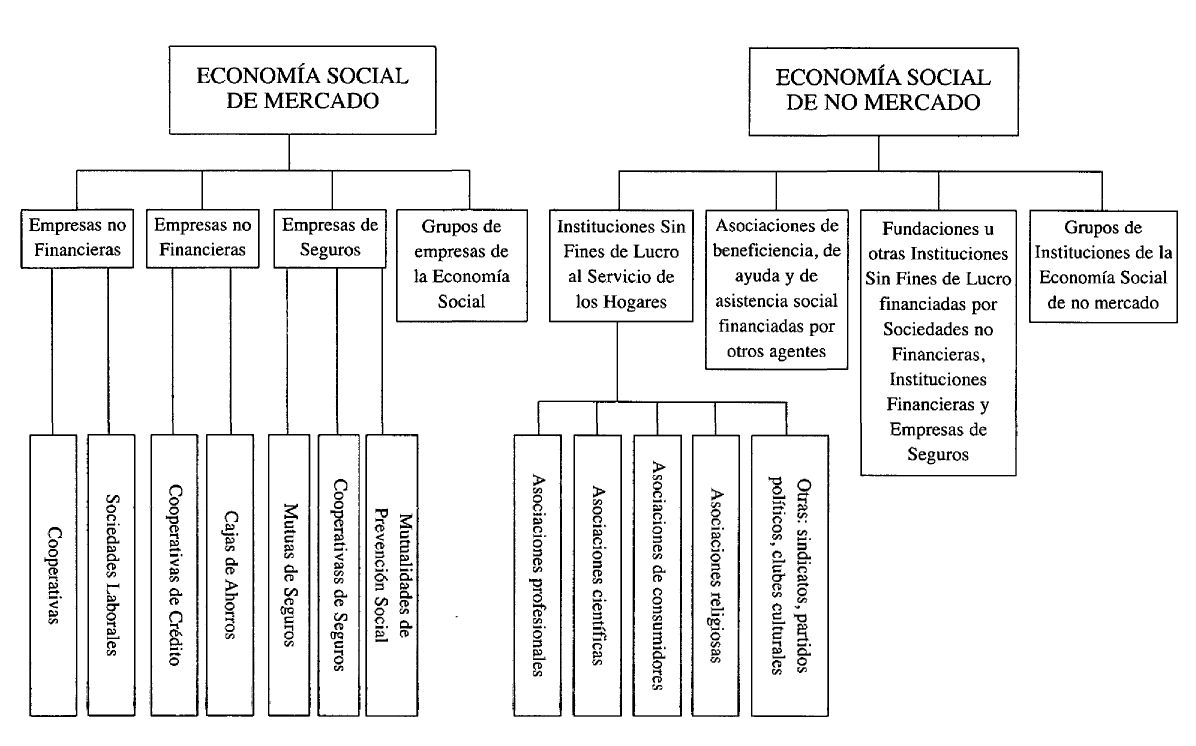 ECONOMÍA SOCIAL
DE MERCADO
Empresas no
Financieras
Empresas no
Financieras
Empresas de
Seguros
Grupos de
empresas de
la Economía
Social
Cooperativas
Sociedades Laborales
Cooperativas de Crédito
Cajas de Ahorros
Mutuas de Seguros
Cooperativass de Seguros
Mutualidades de
Prevención Social
ECONOMÍA SOCIAL
DE NO MERCADO
Instituciones Sin
Fines de Lucro
al Servicio de
los Hogares
Asociaciones de
beneficiencia, de
ayuda y de
asistencia social
financiadas por
otros agentes
Fundaciones u
otras Instituciones
Sin Fines de Lucro
financiadas por
Sociedades no
Financieras,
Instituciones
Financieras y
Empresas de
Seguros
Grupos de
Instituciones de la
Economía Social
de no mercado
Asociaciones profesionales
Asociaciones científicas
Asociaciones de consumidores
Asociaciones religiosas
Otras: sindicatos, partidos
políticos, clubes culturales